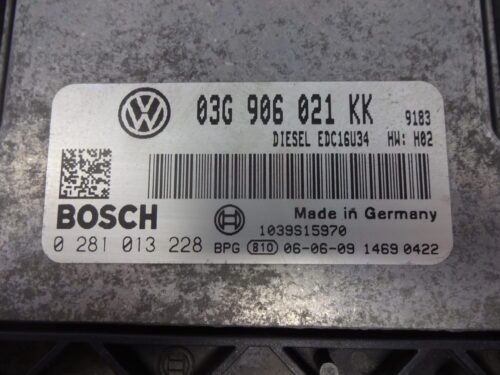 03G 906 021 KK 9183
DIESEL EDC16U34 HW: H02
BOSCH
Made in Germany
1039S15970
0 281 013 228 BPG 810 06-06-09 1469 0422